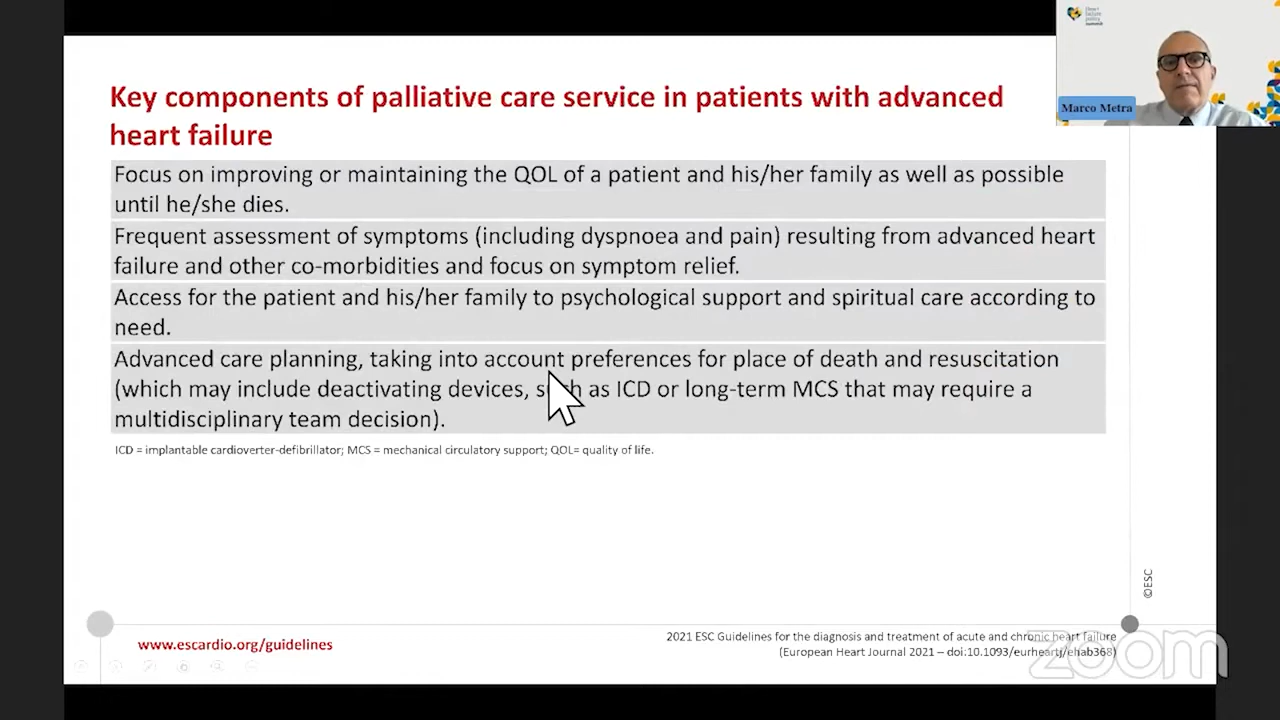 Heart
failure
policy
summit
Marco Metra
Key components of palliative care service in patients with advanced
heart failure
Focus on improving or maintaining the QOL of a patient and his/her family as well as possible
until he/she dies.
Frequent assessment of symptoms (including dyspnoea and pain) resulting from advanced heart
failure and other co-morbidities and focus on symptom relief.
Access for the patient and his/her family to psychological support and spiritual care according to
need.
Advanced care planning, taking into account preferences for place of death and resuscitation
(which may include deactivating devices, such as ICD or long-term MCS that may require a
multidisciplinary team decision).
ICD = implantable cardioverter-defibrillator; MCS = mechanical circulatory support; QOL= quality of life.
©ESC
www.escardio.org/guidelines
2021 ESC Guidelines for the diagnosis and treatment of acute and chronic heart failure
(European Heart Journal 2021 – doi:10.1093/eurheartj/ehab368)
zoom